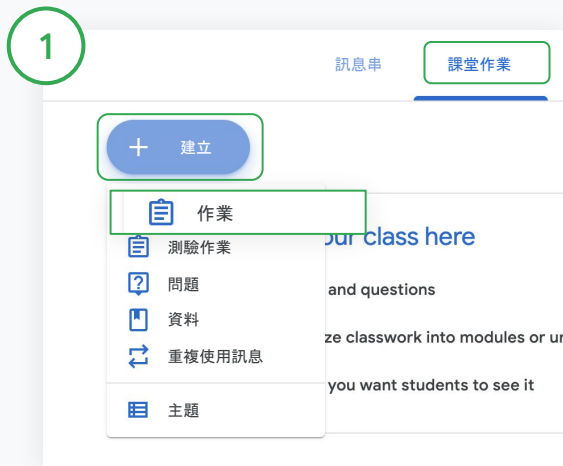 1
訊息串
課堂作業
建立
作業
our class here
測驗作業
問題
and questions
資料
ze classwork into modules or
重複使用訊息
you want students to see it
主題